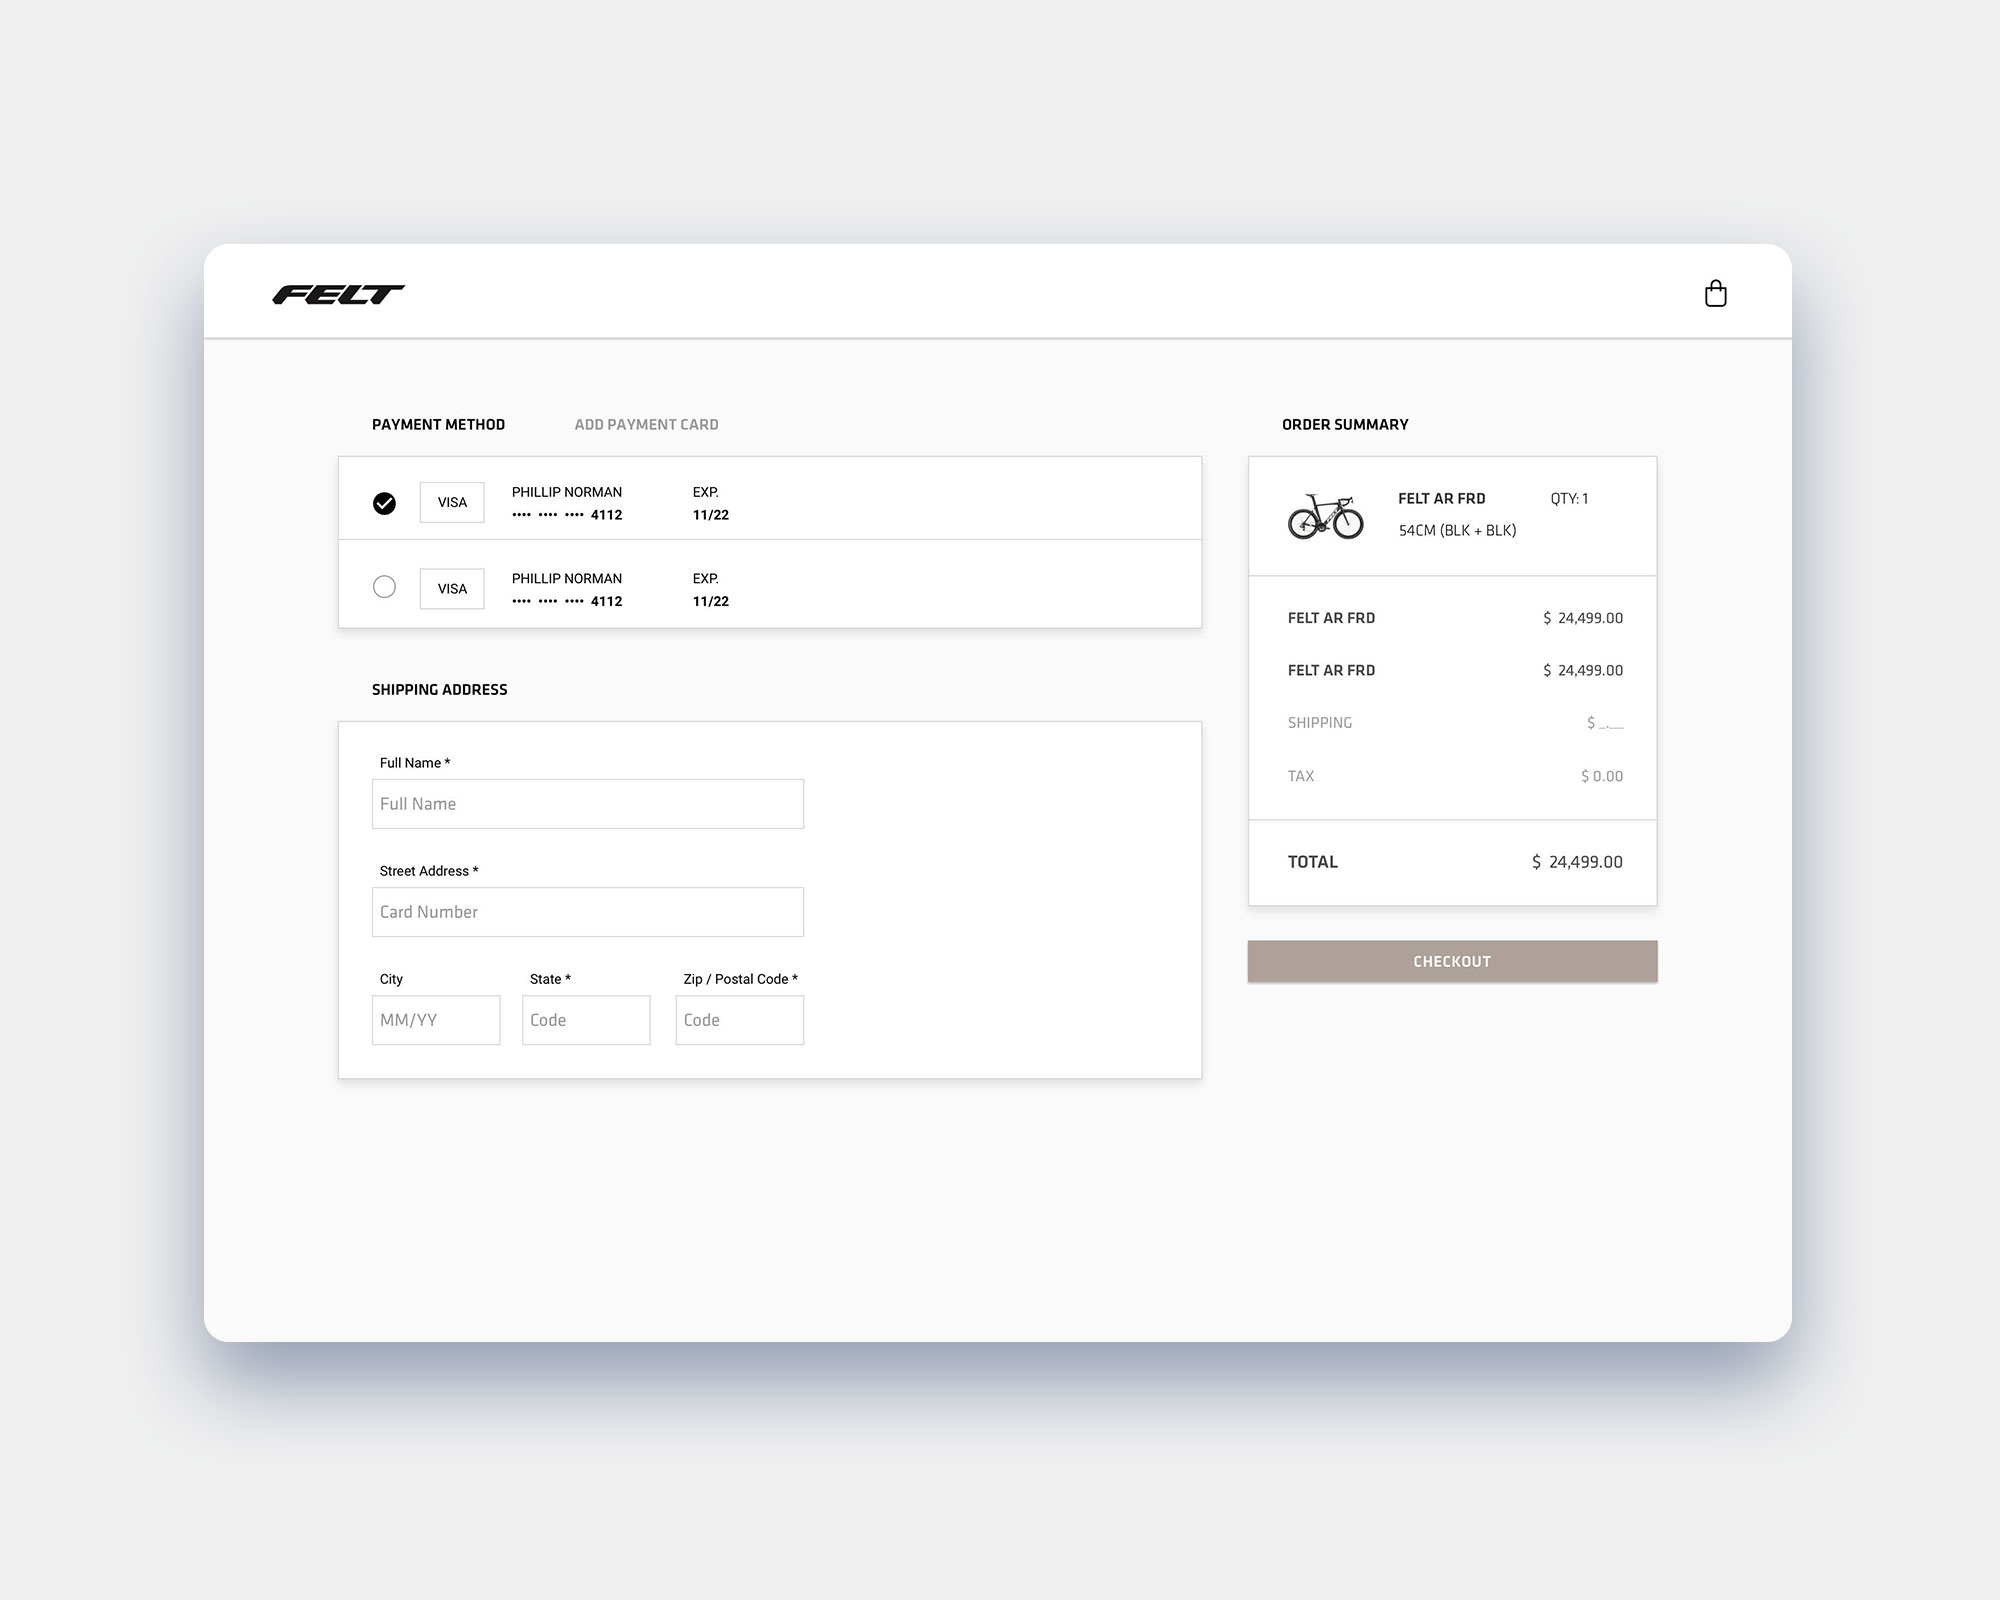 FELT
PAYMENT METHOD ADD PAYMENT CARD
VISA PHILLIP NORMAN EXP.
•••• •••• •••• 4112 11/22
VISA PHILLIP NORMAN EXP.
•••• •••• •••• 4112 11/22
SHIPPING ADDRESS
Full Name *
Full Name
Street Address *
Card Number
City State * Zip / Postal Code *
MM/YY Code Code
ORDER SUMMARY
FELT AR FRD QTY: 1
54CM (BLK + BLK)
FELT AR FRD $ 24,499.00
FELT AR FRD $ 24,499.00
SHIPPING $ _.__
TAX $ 0.00
TOTAL $ 24,499.00
CHECKOUT